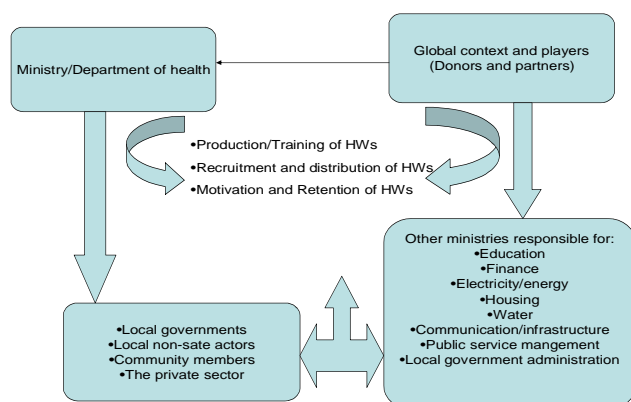 Ministry/Department of health
Global context and players
(Donors and partners)
•Production/Training of HWs
•Recruitment and distribution of HWs
•Motivation and Retention of HWs
Other ministries responsible for:
•Education
•Finance
•Electricity/energy
•Housing
•Water
•Communication/infrastructure
•Public service mangement
•Local government administration
•Local governments
•Local non-sate actors
•Community members
•The private sector